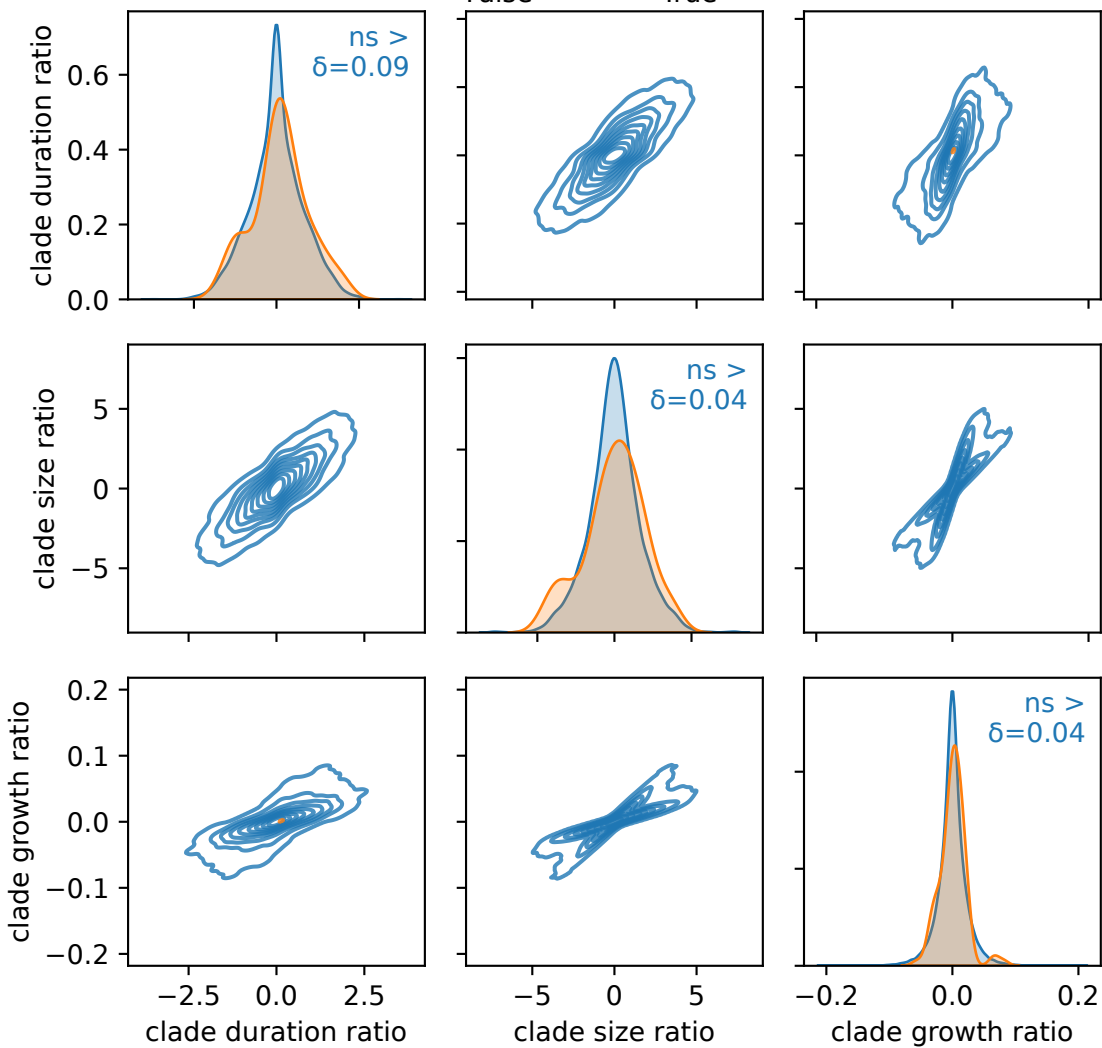 clade duration ratio
0.6
0.4
0.2
0.0
ns >
δ=0.09
clade size ratio
5
0
−5
ns >
δ=0.04
clade growth ratio
0.2
0.1
0.0
−0.1
−0.2
ns >
δ=0.04
−2.5 0.0 2.5
clade duration ratio
−5 0 5
clade size ratio
−0.2 0.0 0.2
clade growth ratio